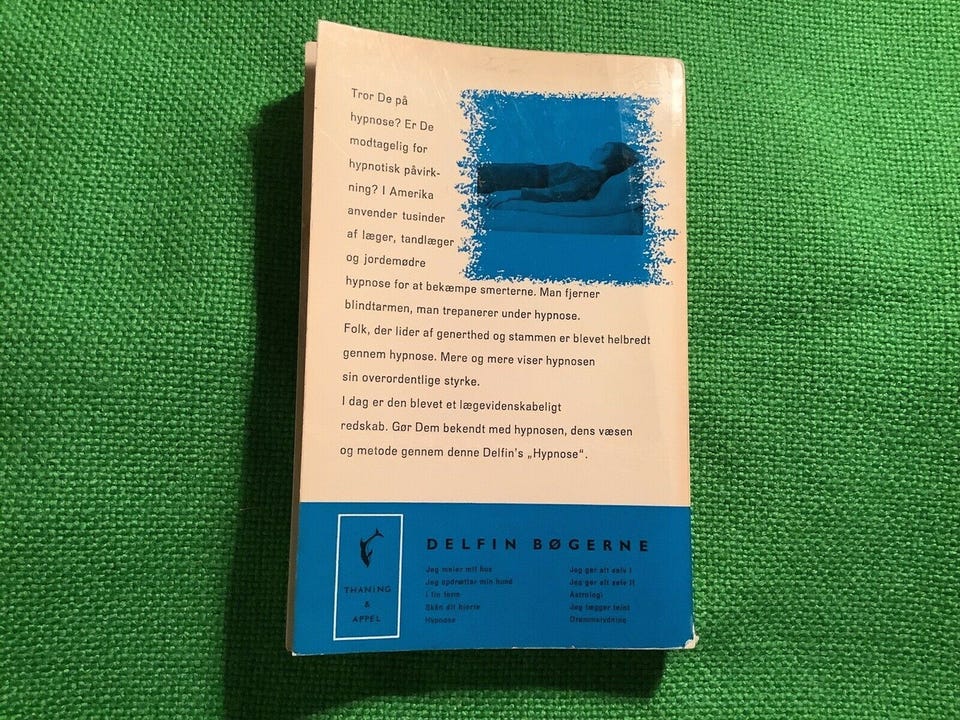 Tror De på
hypnose? Er De
modtagelig for
hypnotisk påvirk-
ning? I Amerika
anvender tusinder
af læger, tandlæger
og jordemødre
hypnose for at bekæmpe smerterne. Man fjerner
blindtarmen, man trepanerer under hypnose.
Folk, der lider af generthed og stammen er blevet helbredt
gennem hypnose. Mere og mere viser hypnosen
sin overordentlige styrke.
I dag er den blevet et lægevidenskabeligt
redskab. Gør Dem bekendt med hypnosen, dens væsen
og metode gennem denne Delfin's „Hypnose“.
THANING
&
APPEL
DELFIN BØGERNE
Jeg maler mit hus
Jeg opdrætter min hund
I fin form
Skån dit hjerte
Hypnose
Jeg gør alt selv I
Jeg gør alt selv II
Astrologi
Jeg lægger teint
Drømmetydning